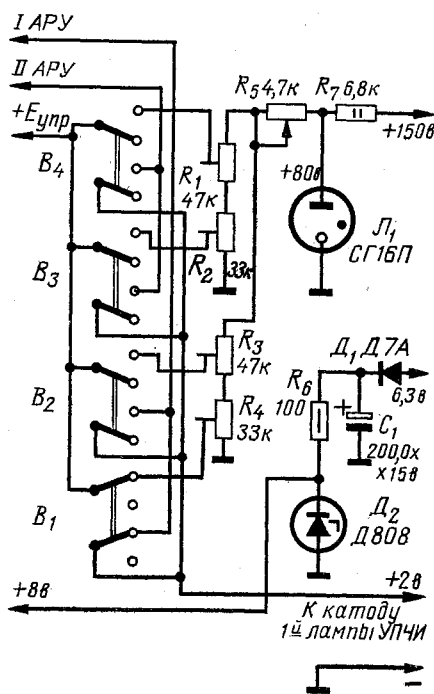 I АРУ
II АРУ
+Eупр
B4
B3
B2
B1
+8в
R1
47к
R2
33к
R3
47к
R4
33к
R5 4,7к
R7 6,8к
+150в
+80в
Л1
СГ16П
Д1 Д7А
6,3в
R6
100
+
C1
200,0х
х15в
Д2
Д808
+2в
К катоду
1й лампы УПЧИ
−